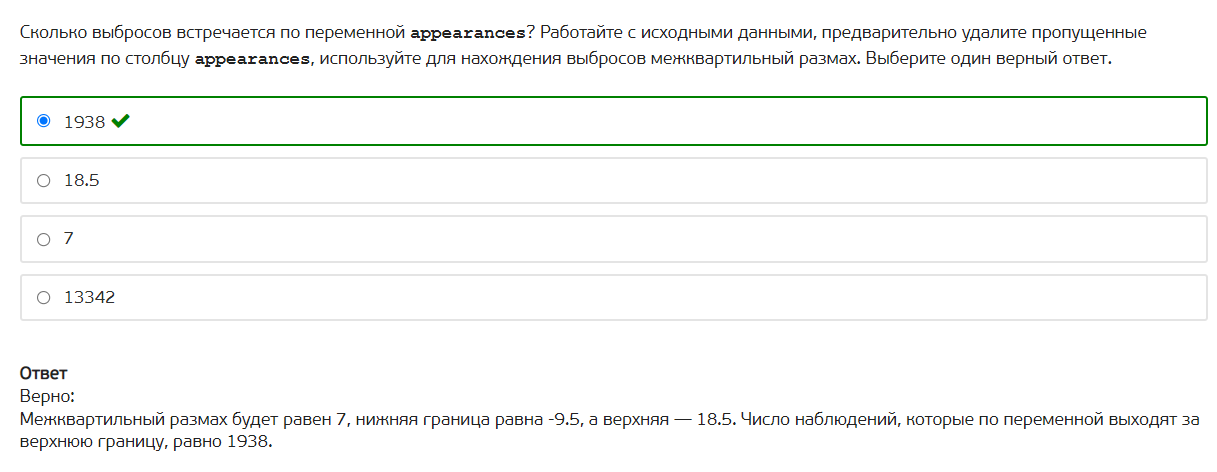 Сколько выбросов встречается по переменной appearances? Работайте с исходными данными, предварительно удалите пропущенные
значения по столбцу appearances, используйте для нахождения выбросов межквартильный размах. Выберите один верный ответ.
1938
18.5
7
13342
Ответ
Верно:
Межквартильный размах будет равен 7, нижняя граница равна -9.5, а верхняя — 18.5. Число наблюдений, которые по переменной выходят за
верхнюю границу, равно 1938.